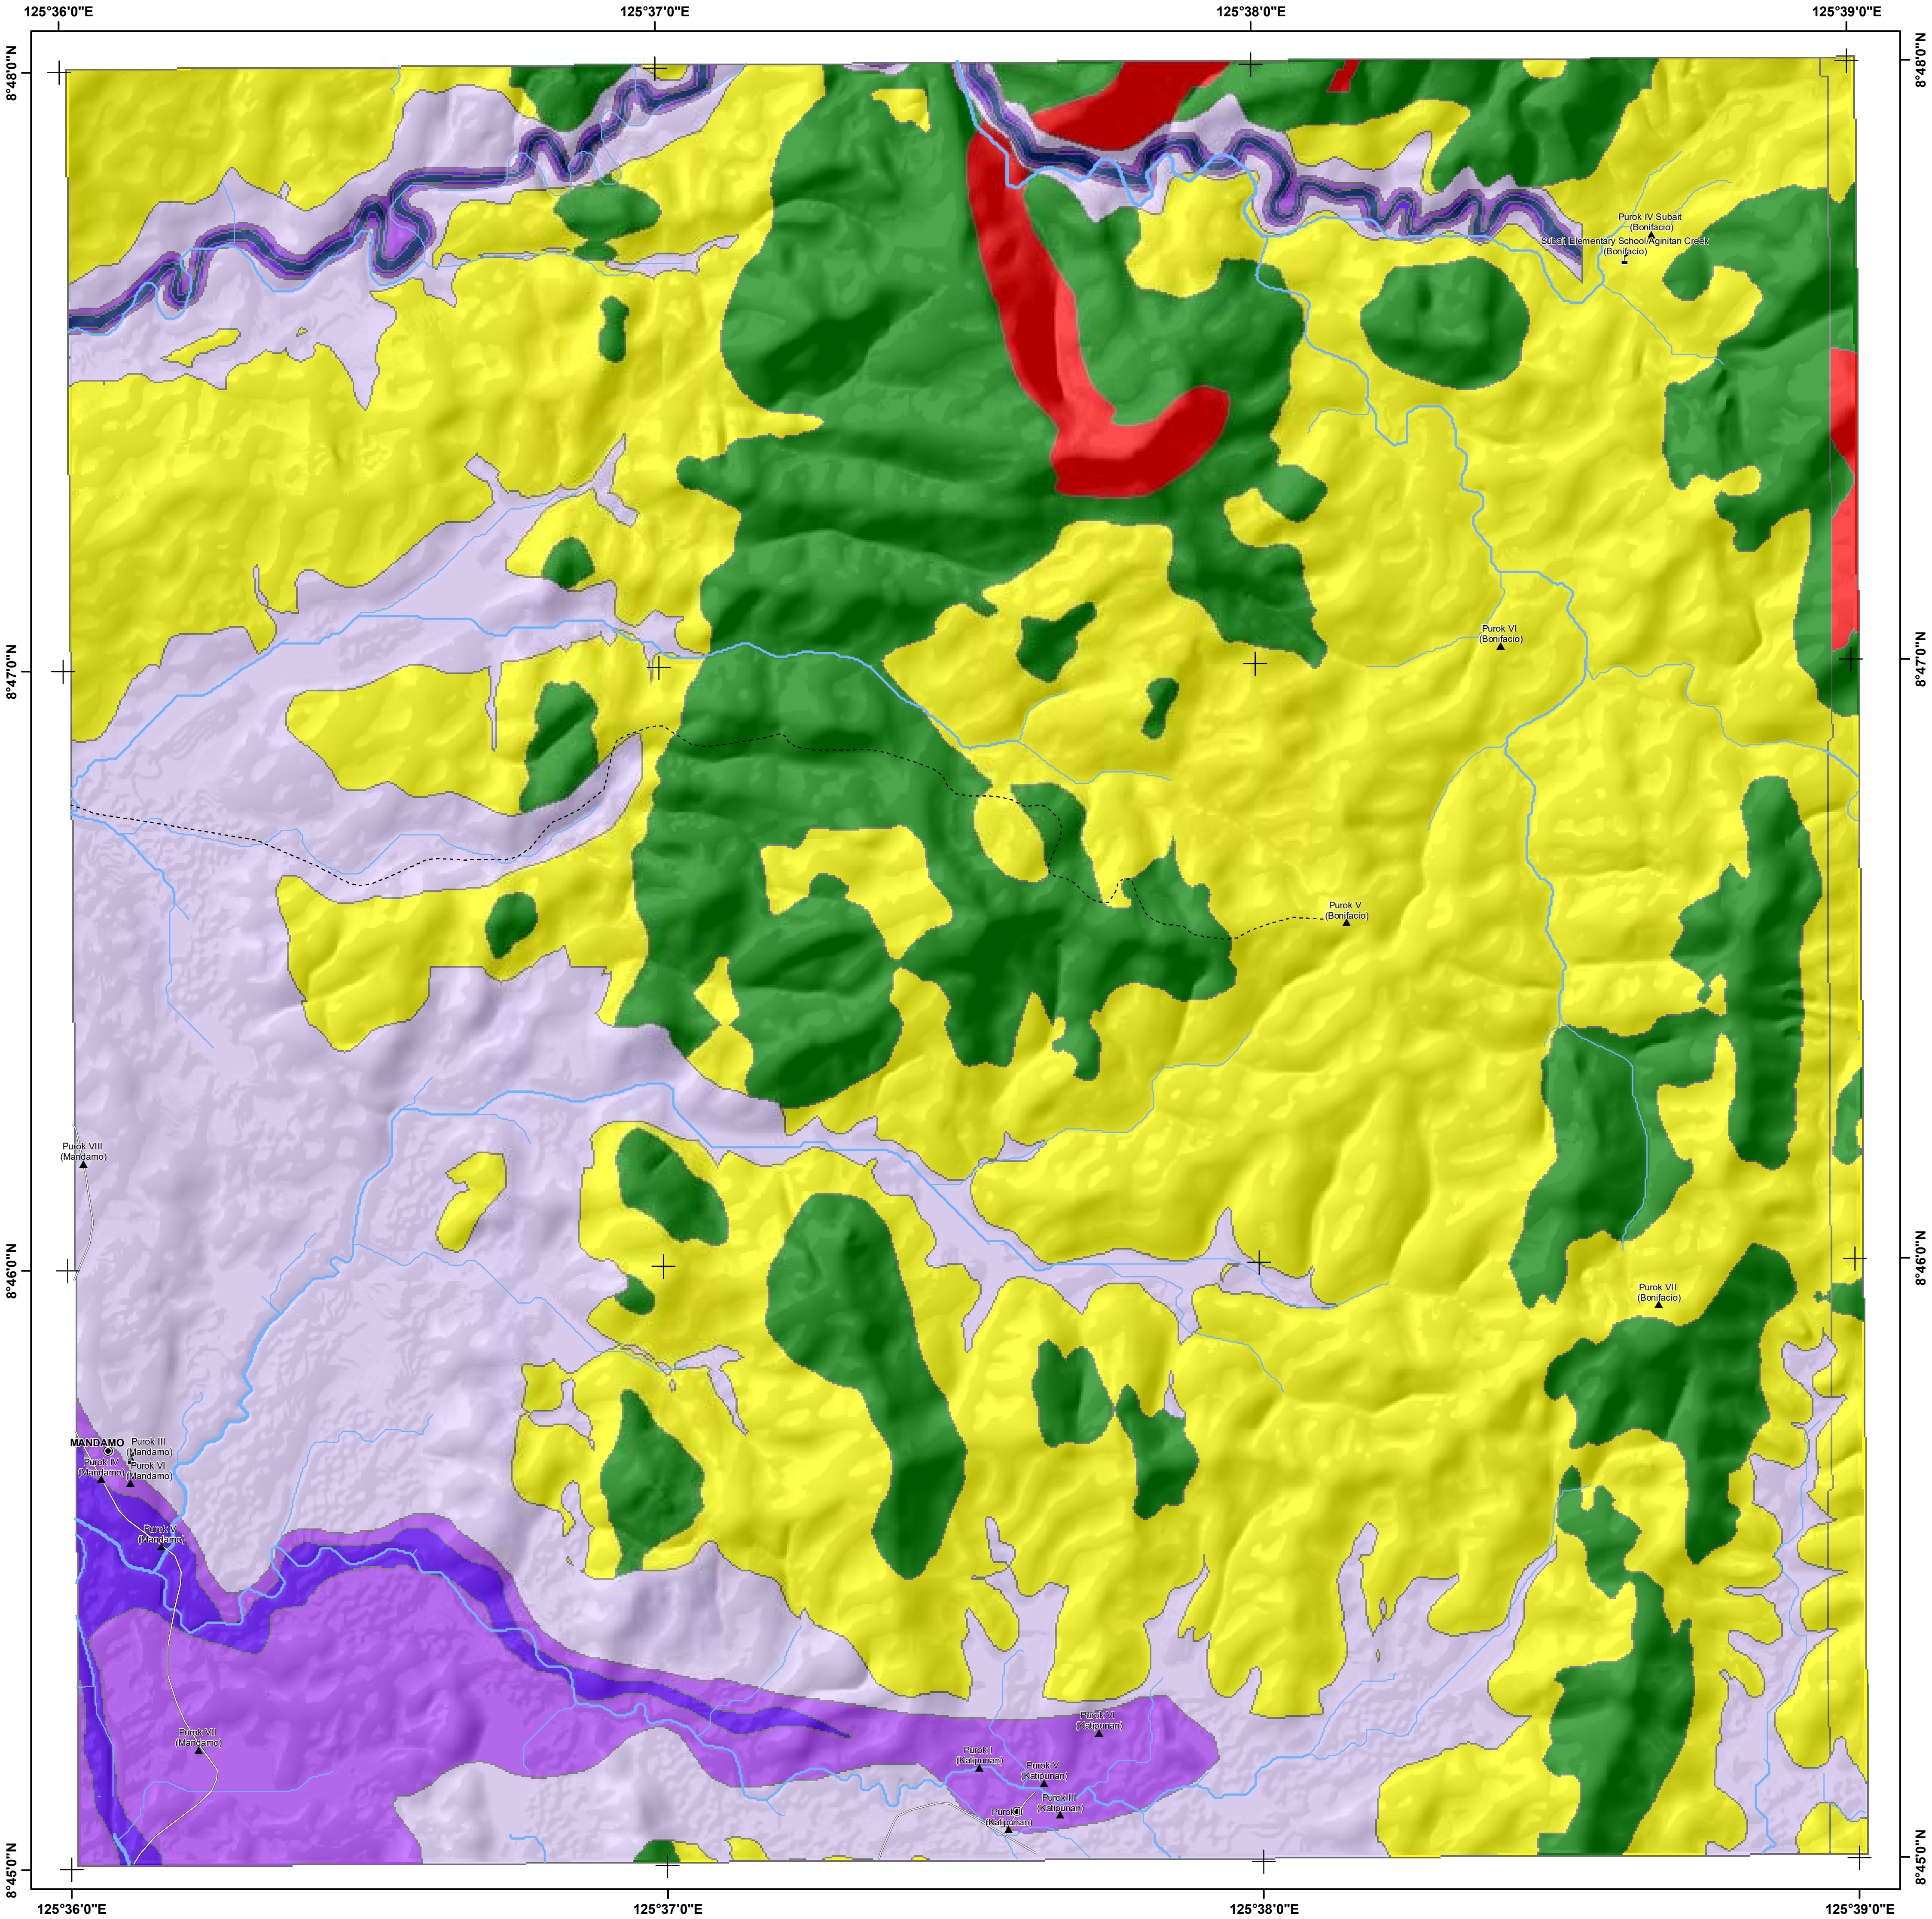 125°36'0"E
125°37'0"E
125°38'0"E
125°39'0"E
8°48'0"N
8°48'0"N
Purok IV Subait
(Bonifacio)
Elementary School/Aginitan Creek
(Bonifacio)
Purok VI
(Bonifacio)
8°47'0"N
8°47'0"N
Purok V
(Bonifacio)
Purok VIII
(Mandamo)
8°46'0"N
8°46'0"N
Purok VII
(Bonifacio)
MANDAMO
Purok III
(Mandamo)
Purok IV
(Mandamo)
Purok VI
(Mandamo)
Purok V
(Mandamo)
Purok VII
(Mandamo)
Purok VI
(Katipunan)
Purok I
(Katipunan)
Purok V
(Katipunan)
Purok III
(Katipunan)
Purok
(Katipunan)
8°45'0"N
8°45'0"N
125°36'0"E
125°37'0"E
125°38'0"E
125°39'0"E